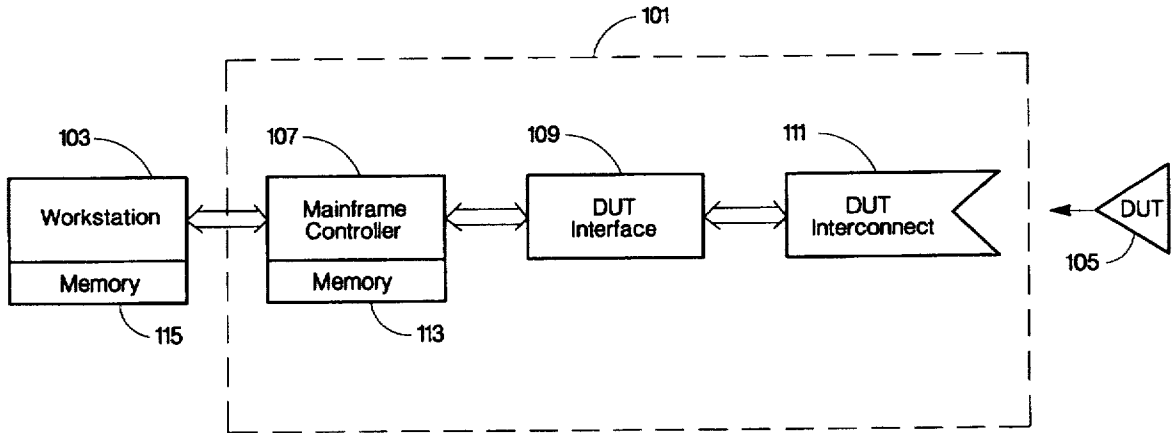 101
103
107
109
111
Workstation
Memory
115
Mainframe
Controller
Memory
113
DUT
Interface
DUT
Interconnect
DUT
105